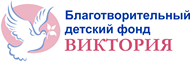 Благотворительный
детский фонд
ВИКТОРИЯ